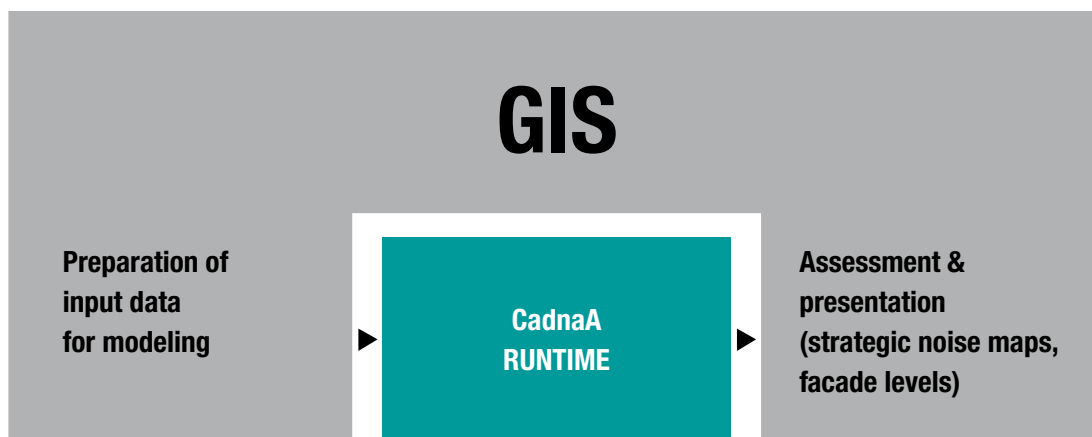 GIS
Preparation of
input data
for modeling
CadnaA
RUNTIME
Assessment &
presentation
(strategic noise maps,
facade levels)